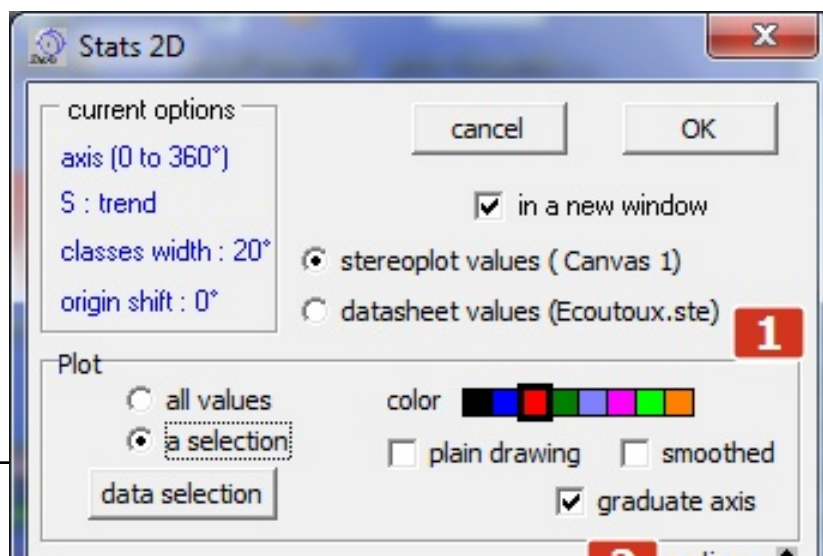 Stats 2D
current options
axis (0 to 360°)
S : trend
classes width : 20°
origin shift : 0°
cancel
OK
in a new window
stereoplot values ( Canvas 1)
datasheet values (Ecoutoux.ste)
1
Plot
all values
a selection
data selection
color
plain drawing
smoothed
graduate axis